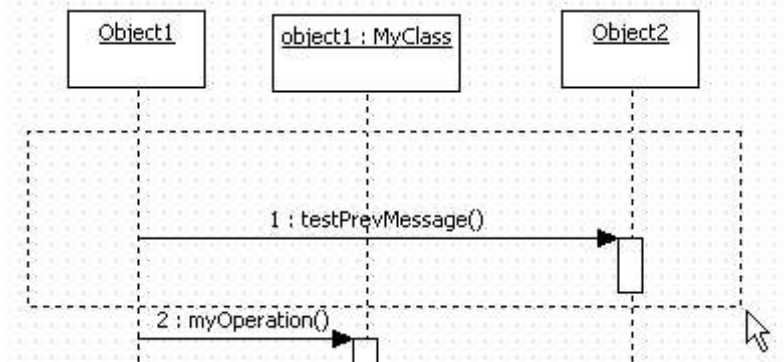 Object1
object1 : MyClass
Object2
1 : testPrevMessage()
2 : myOperation()